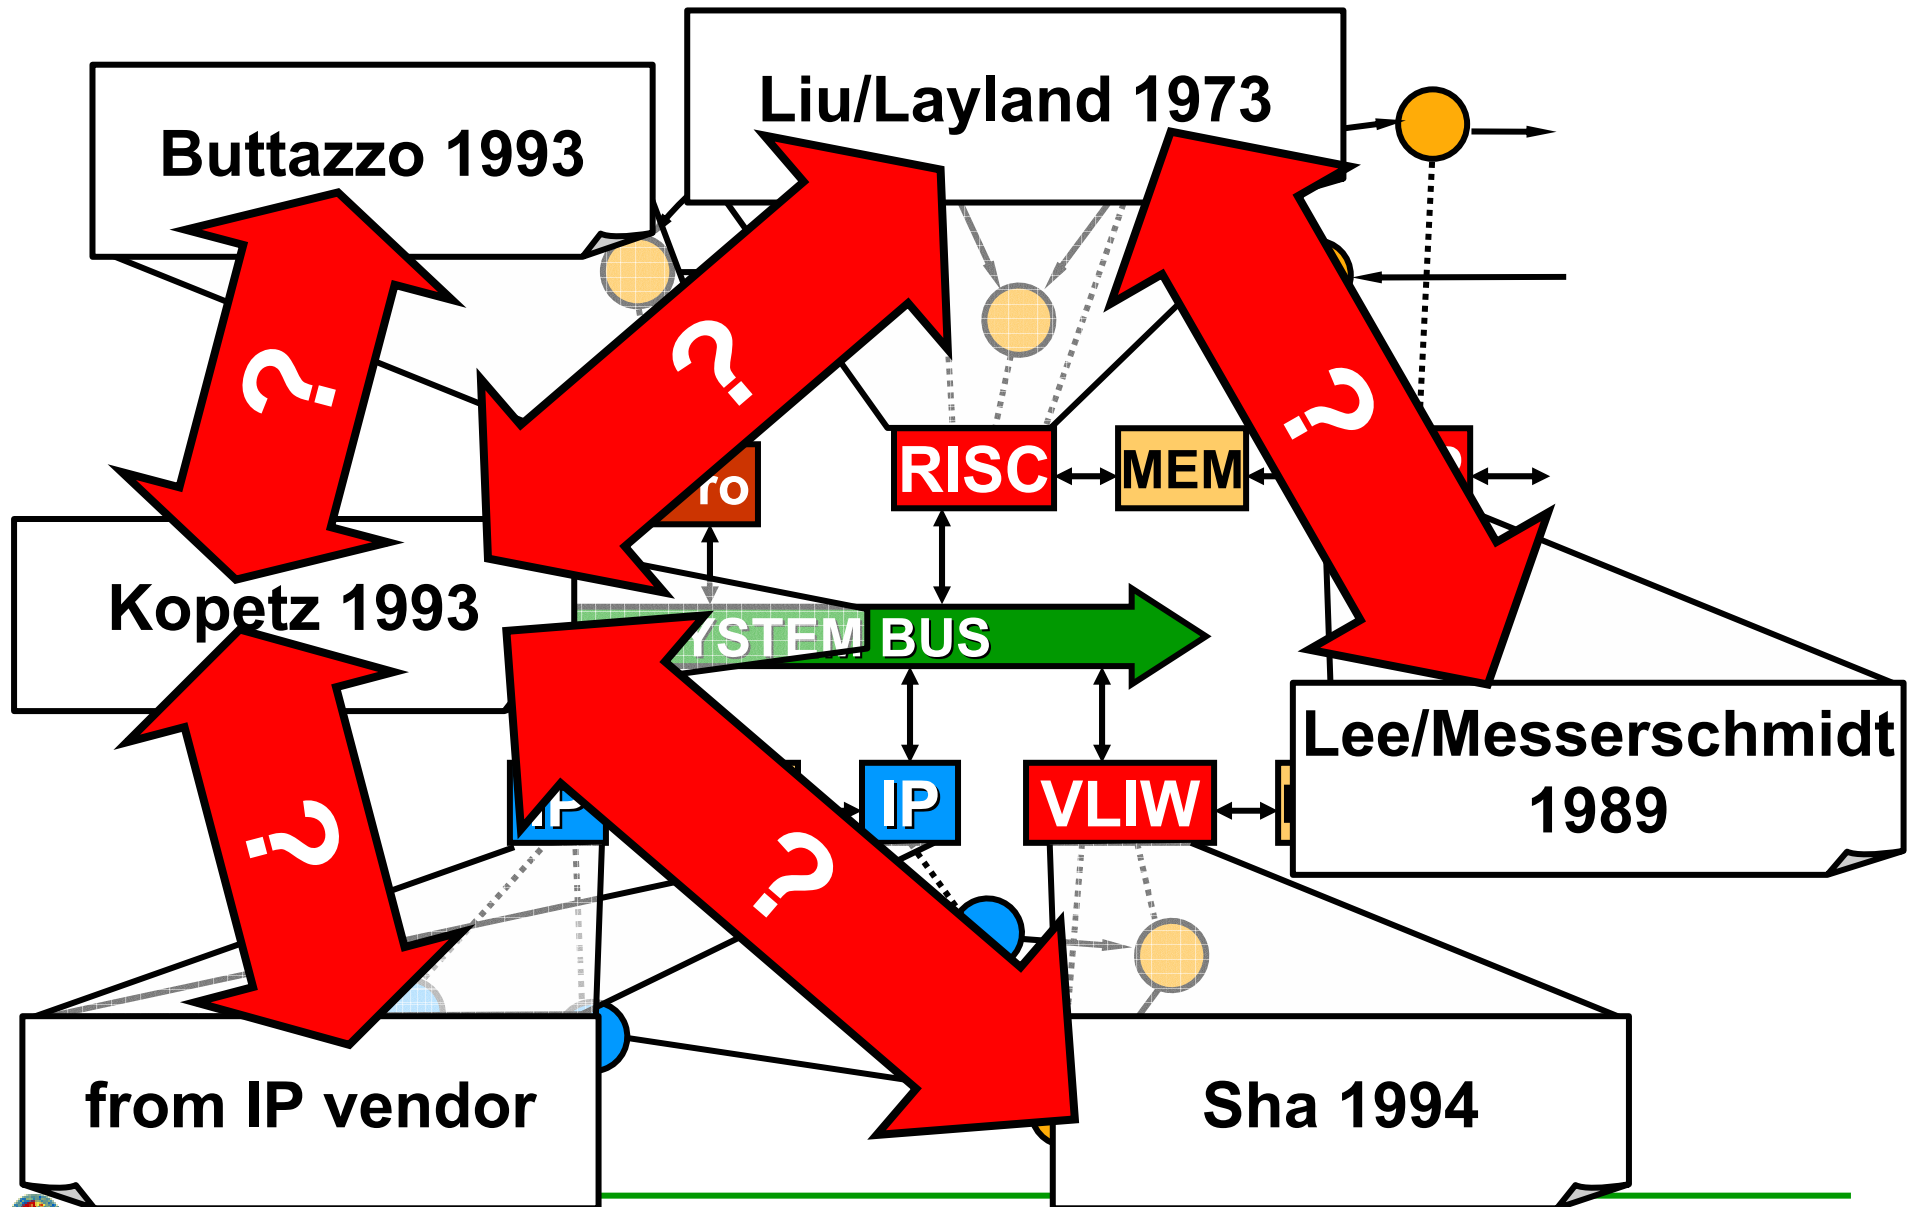 Liu/Layland 1973
Buttazzo 1993
?
?
?
RISC
MEM
Kopetz 1993
BUS
Lee/Messerschmidt
1989
IP
IP
VLIW
?
?
from IP vendor
Sha 1994